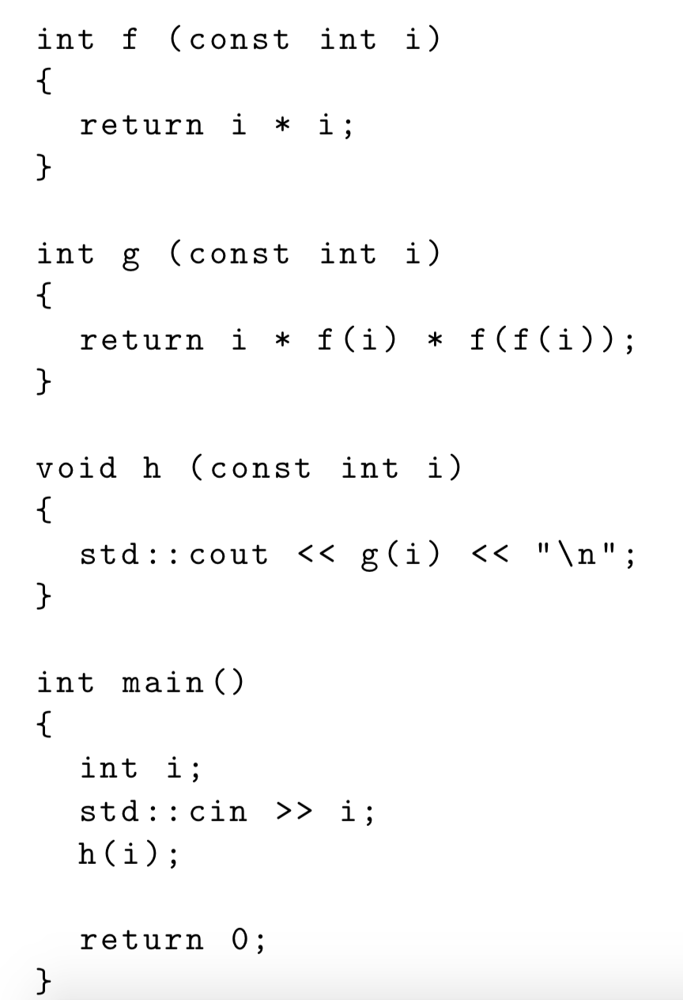 int f (const int i)
{
  return i * i;
}

int g (const int i)
{
  return i * f(i) * f(f(i));
}

void h (const int i)
{
  std::cout << g(i) << "\n";
}

int main()
{
  int i;
  std::cin >> i;
  h(i);

  return 0;
}